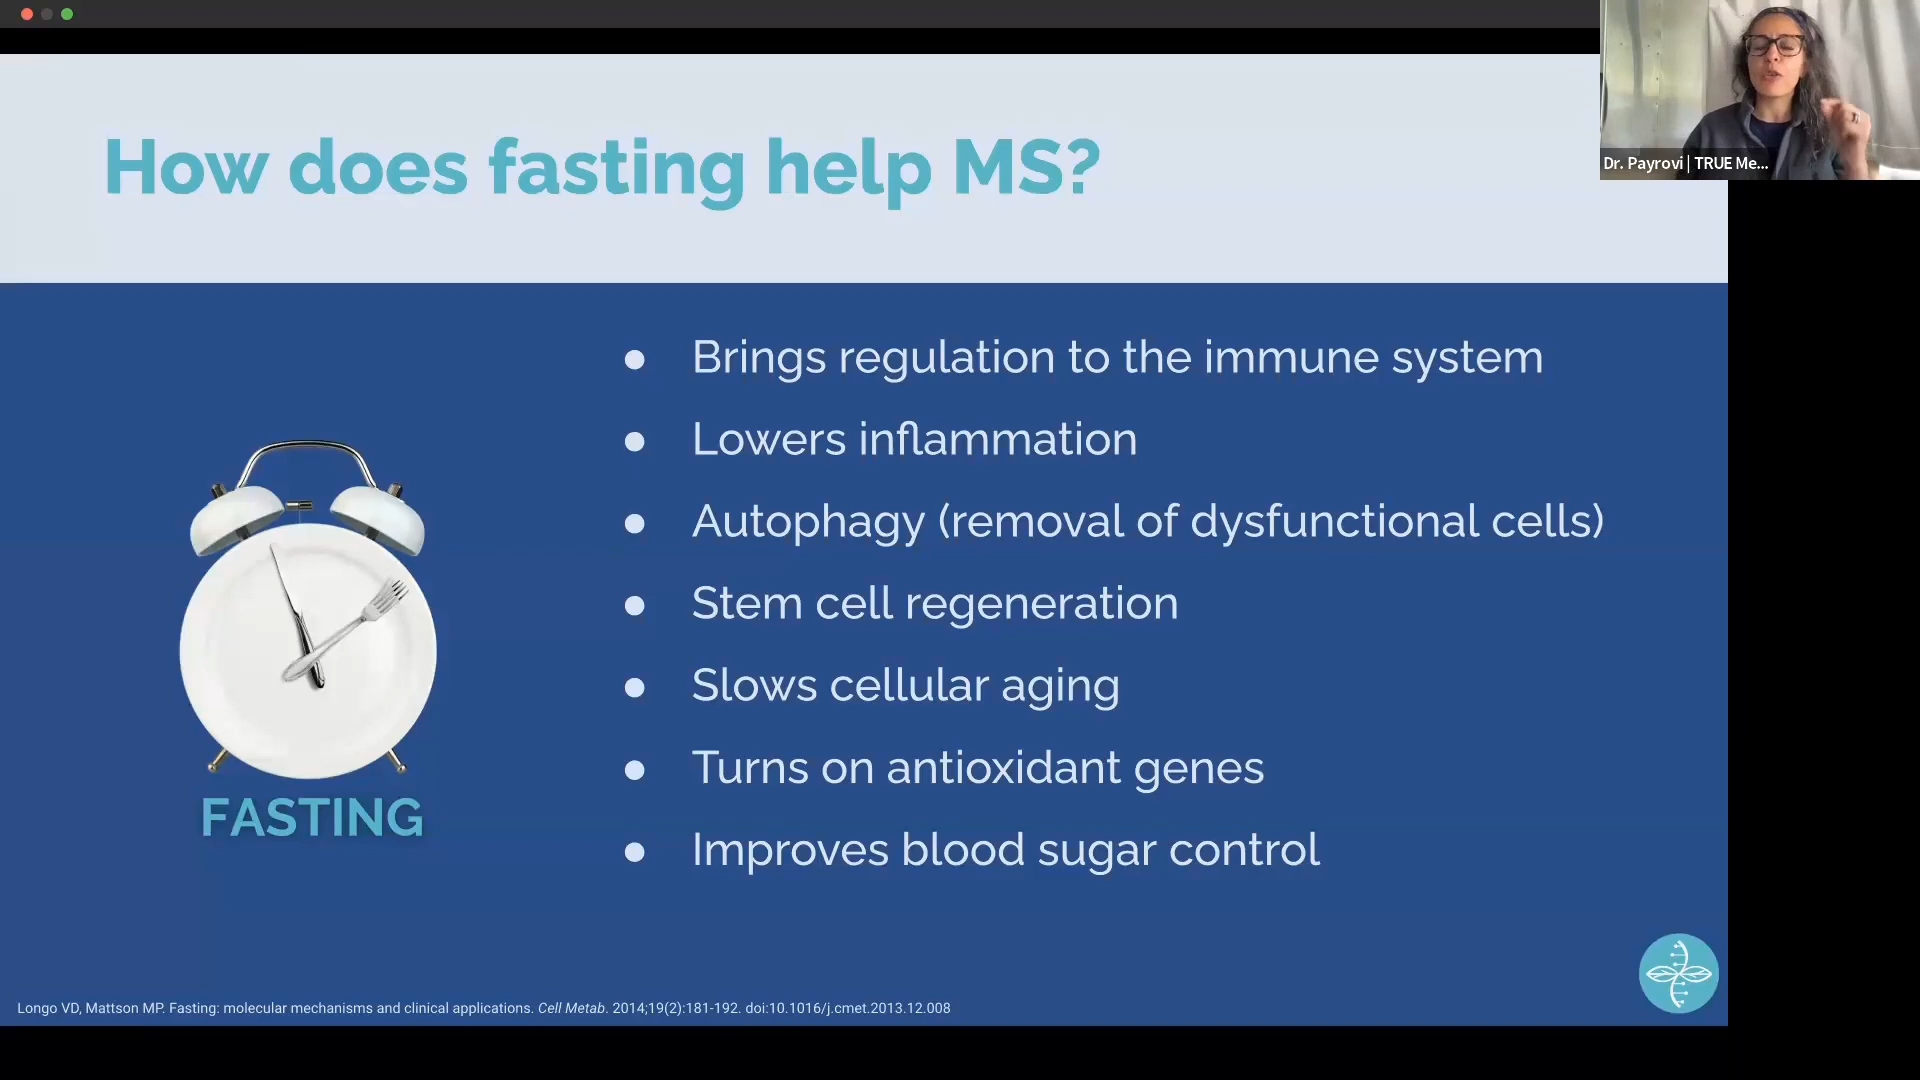 Dr. Payrovi | TRUE Me...
How does fasting help MS?
● Brings regulation to the immune system
● Lowers inflammation
● Autophagy (removal of dysfunctional cells)
● Stem cell regeneration
● Slows cellular aging
● Turns on antioxidant genes
● Improves blood sugar control
FASTING
Longo VD, Mattson MP. Fasting: molecular mechanisms and clinical applications. Cell Metab. 2014;19(2):181-192. doi:10.1016/j.cmet.2013.12.008